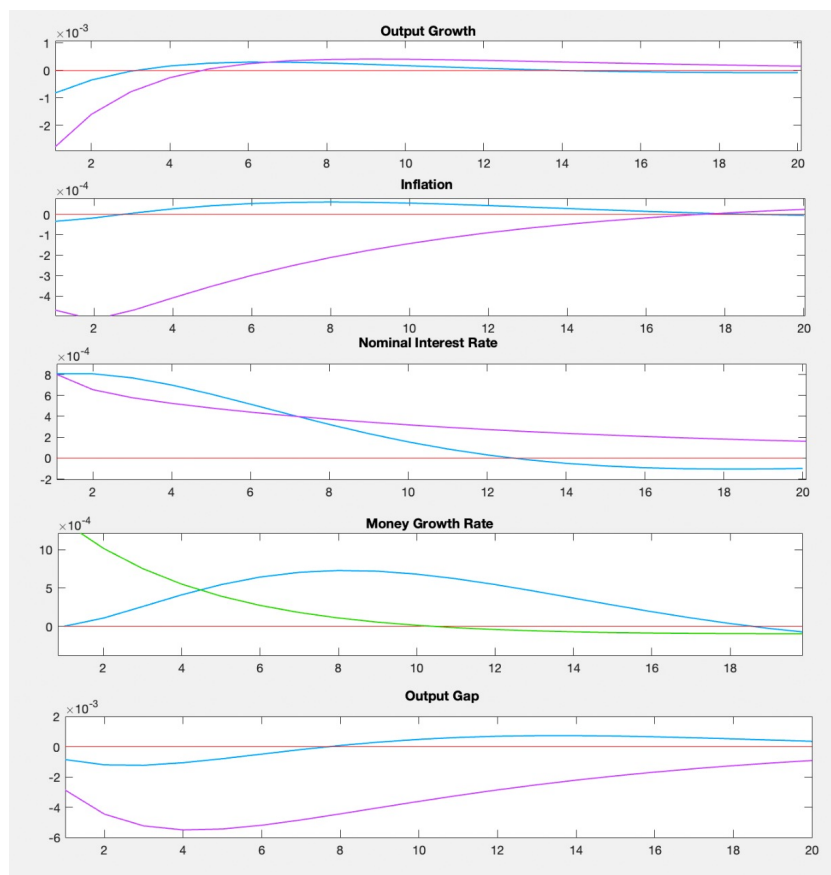 Output Growth
×10⁻³
1
0
-1
-2
2 4 6 8 10 12 14 16 18 20
Inflation
×10⁻⁴
0
-1
-2
-3
-4
2 4 6 8 10 12 14 16 18 20
Nominal Interest Rate
×10⁻⁴
8
6
4
2
0
-2
2 4 6 8 10 12 14 16 18 20
Money Growth Rate
×10⁻⁴
10
5
0
2 4 6 8 10 12 14 16 18
Output Gap
×10⁻³
2
0
-2
-4
-6
2 4 6 8 10 12 14 16 18 20